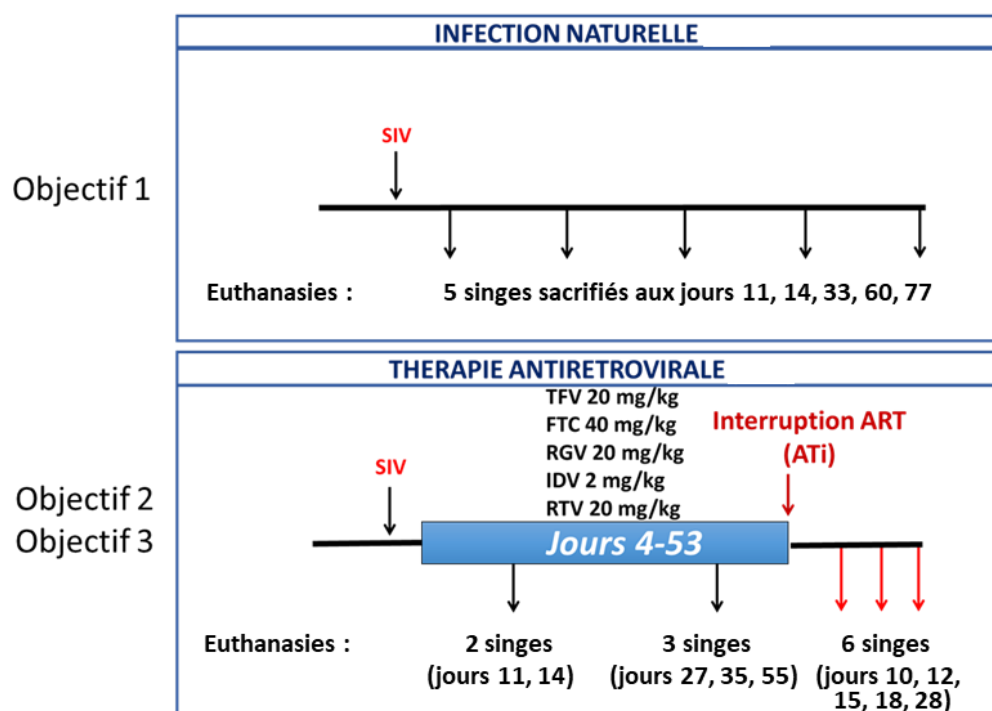 INFECTION NATURELLE
SIV
Objectif 1
Euthanasies : 5 singes sacrifiés aux jours 11, 14, 33, 60, 77
THERAPIE ANTIRETROVIRALE
TFV 20 mg/kg
FTC 40 mg/kg
RGV 20 mg/kg
IDV 2 mg/kg
RTV 20 mg/kg
Interruption ART
(ATi)
SIV
Objectif 2
Objectif 3
Jours 4-53
Euthanasies : 2 singes 3 singes 6 singes
(jours 11, 14) (jours 27, 35, 55) (jours 10, 12,
15, 18, 28)